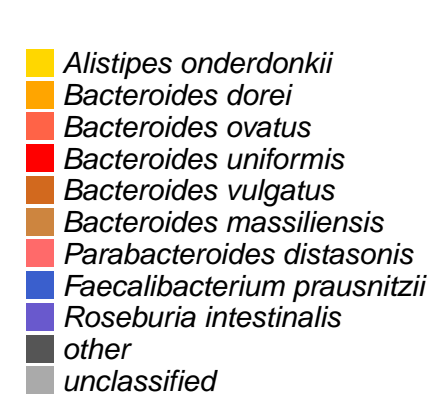 Alistipes onderdonkii
Bacteroides dorei
Bacteroides ovatus
Bacteroides uniformis
Bacteroides vulgatus
Bacteroides massiliensis
Parabacteroides distasonis
Faecalibacterium prausnitzii
Roseburia intestinalis
other
unclassified